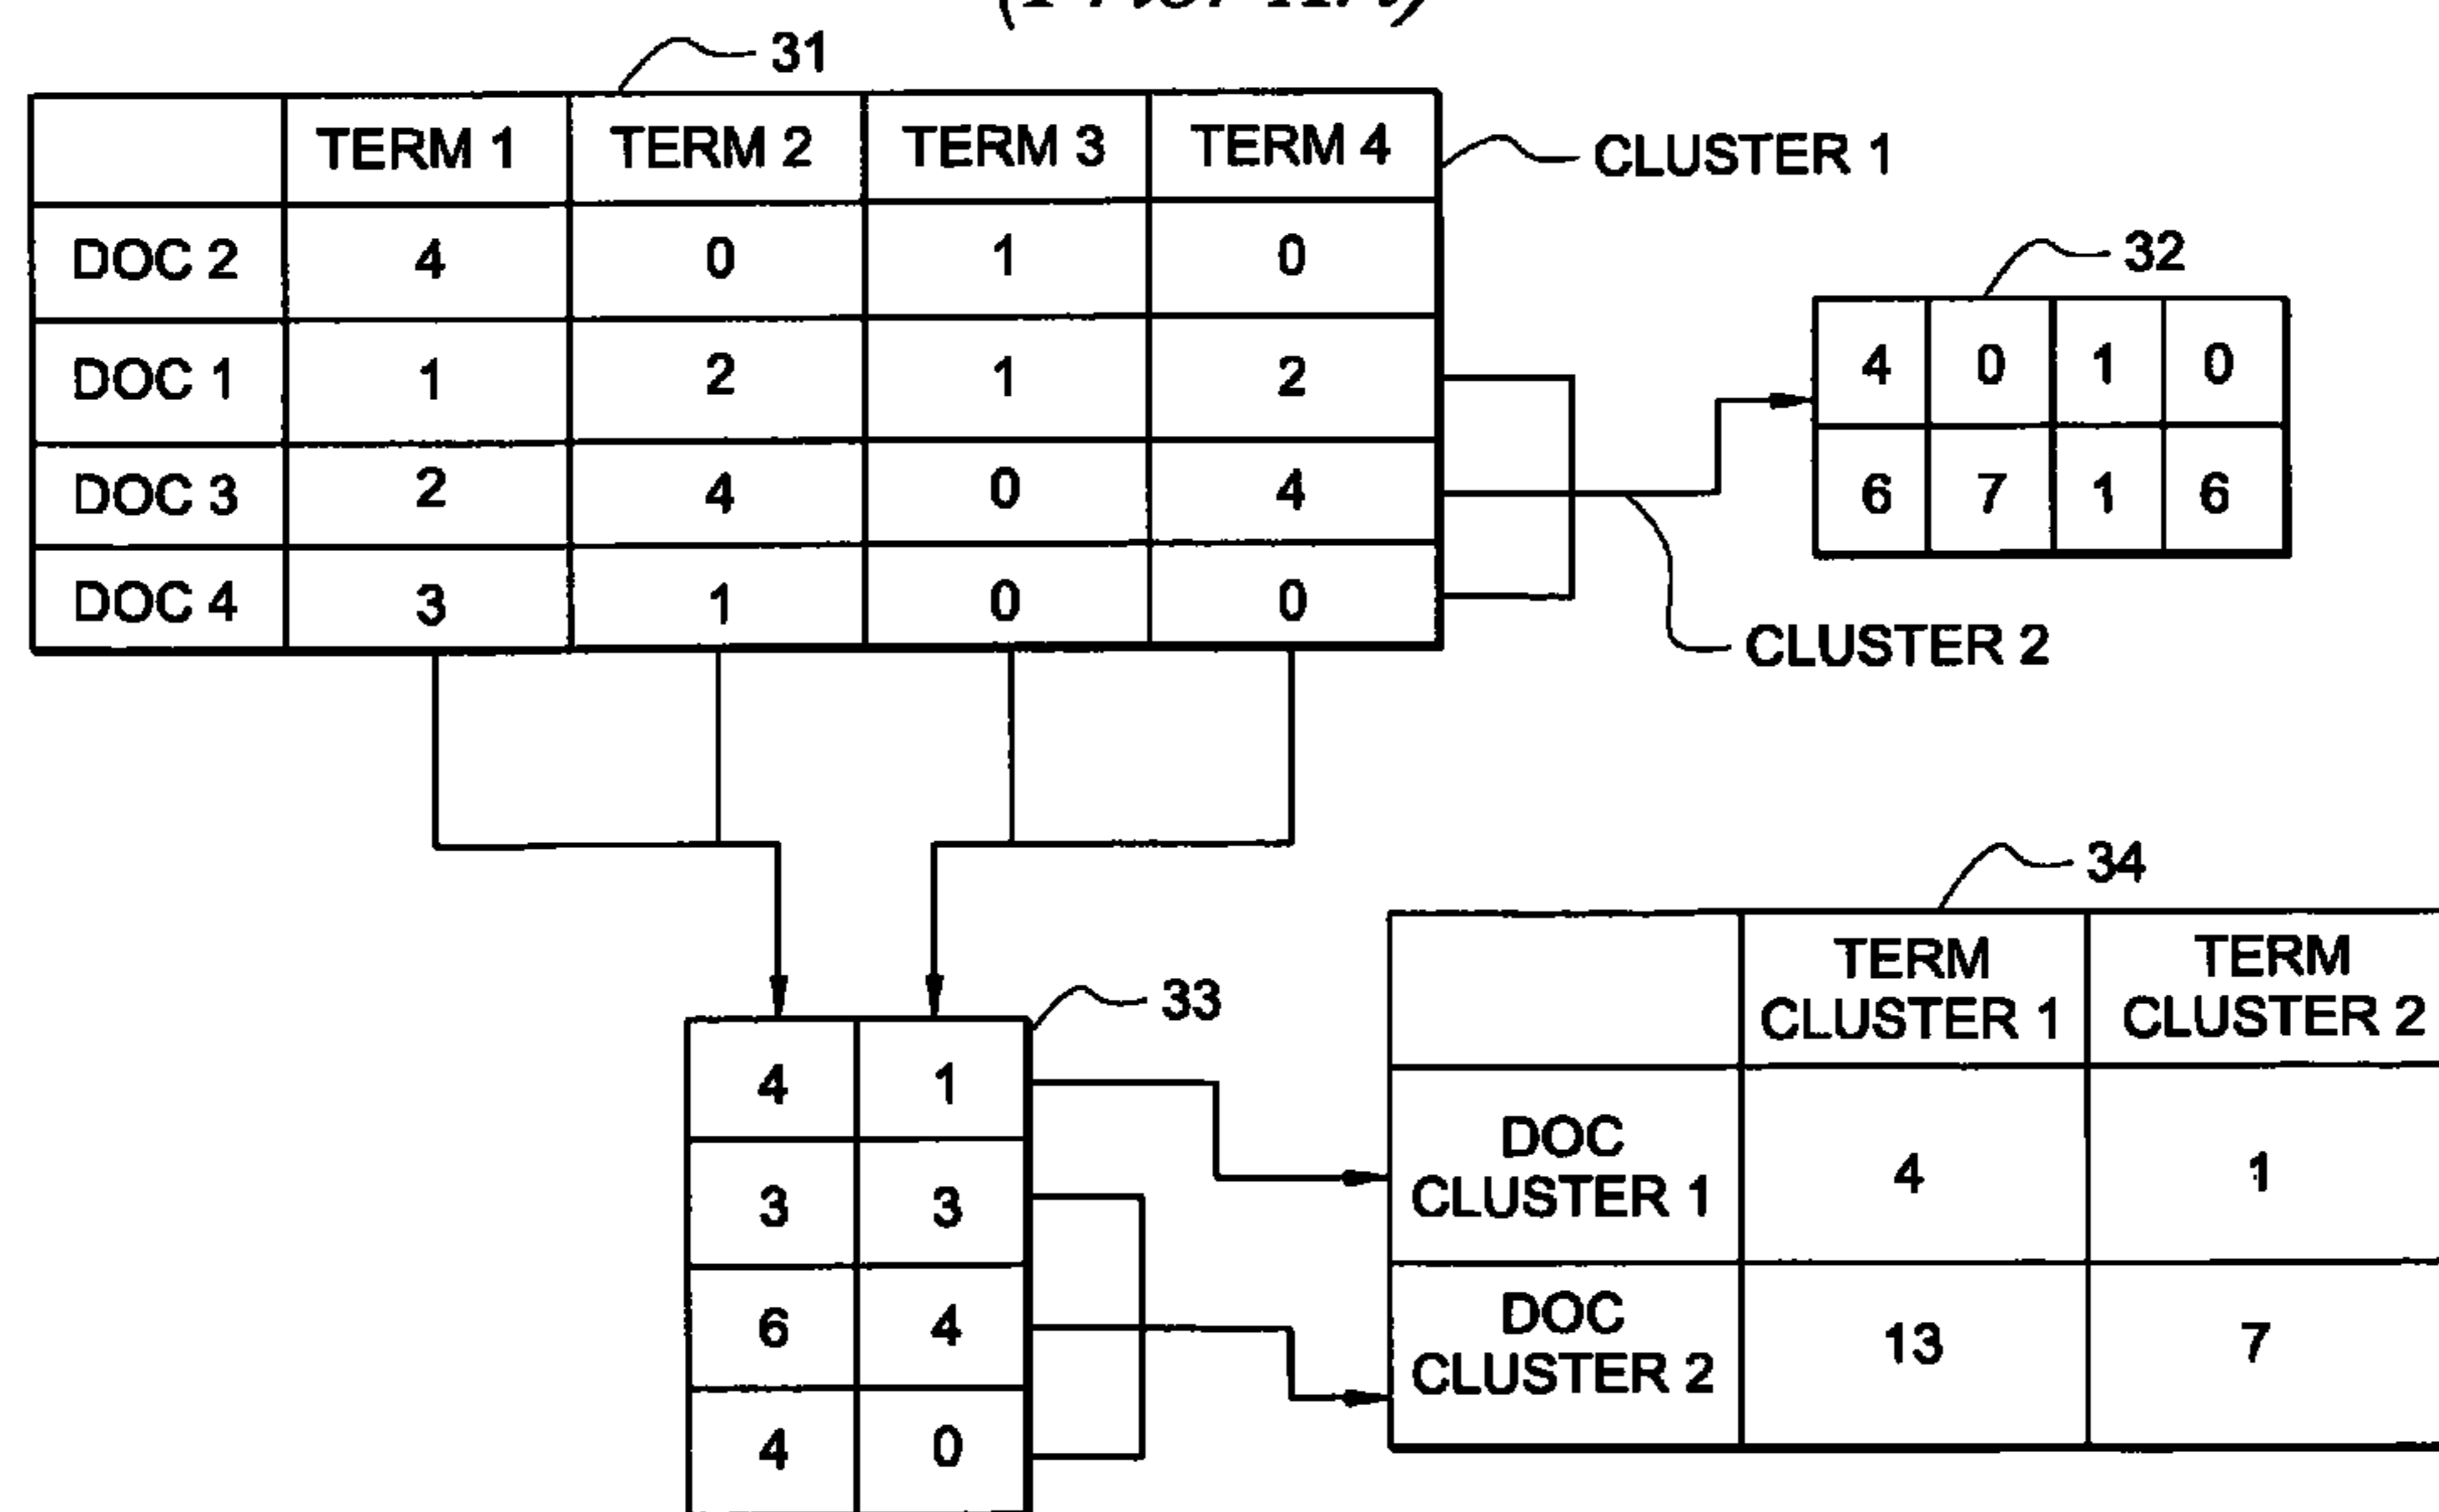 31
TERM 1 TERM 2 TERM 3 TERM 4
CLUSTER 1
DOC 2 4 0 1 0
DOC 1 1 2 1 2
DOC 3 2 4 0 4
DOC 4 3 1 0 0
32
4 0 1 0
6 7 1 6
CLUSTER 2
33
4 1
3 3
6 4
4 0
34
TERM CLUSTER 1 TERM CLUSTER 2
DOC CLUSTER 1 4 1
DOC CLUSTER 2 13 7